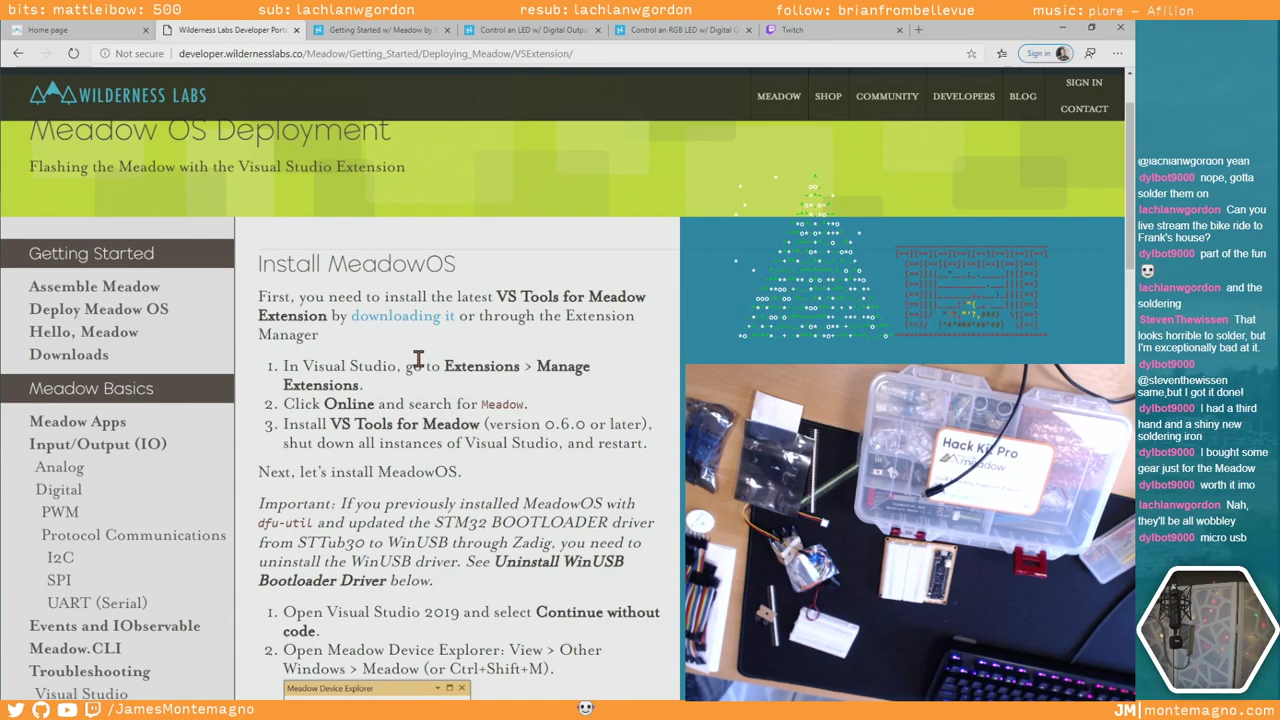 bits: mattleibow: 500
sub: lachlanwgordon
resub: lachlanwgordon
follow: brianfrombellevue
music: plore - Afilion
Home page
Wilderness Labs Developer Port
Getting Started w/ Meadow by
Control an LED w/ Digital Outpu
Control an RGB LED w/ Digital O
Twitch
Not secure
developer.wildernesslabs.co/Meadow/Getting_Started/Deploying_Meadow/VSExtension/
Sign in
WILDERNESS LABS
MEADOW
SHOP
COMMUNITY
DEVELOPERS
BLOG
SIGN IN
CONTACT
Meadow OS Deployment
Flashing the Meadow with the Visual Studio Extension
Getting Started
Assemble Meadow
Deploy Meadow OS
Hello, Meadow
Downloads
Meadow Basics
Meadow Apps
Input/Output (IO)
Analog
Digital
PWM
Protocol Communications
I2C
SPI
UART (Serial)
Events and IObservable
Meadow.CLI
Troubleshooting
Visual Studio
Install MeadowOS
First, you need to install the latest VS Tools for Meadow
Extension by downloading it or through the Extension
Manager
1. In Visual Studio, go to Extensions > Manage
Extensions.
2. Click Online and search for Meadow.
3. Install VS Tools for Meadow (version 0.6.0 or later),
shut down all instances of Visual Studio, and restart.
Next, let's install MeadowOS.
Important: If you previously installed MeadowOS with
dfu-util and updated the STM32 BOOTLOADER driver
from STTub30 to WinUSB through Zadig, you need to
uninstall the WinUSB driver. See Uninstall WinUSB
Bootloader Driver below.
1. Open Visual Studio 2019 and select Continue without
code.
2. Open Meadow Device Explorer: View > Other
Windows > Meadow (or Ctrl+Shift+M).
Meadow Device Explorer
Hack Kit Pro
meadow
@lachlanwgordon yeah
dylbot9000 nope, gotta
solder them on
lachlanwgordon Can you
live stream the bike ride to
Frank's house?
dylbot9000 part of the fun
lachlanwgordon and the
soldering
StevenThewissen That
looks horrible to solder, but
I'm exceptionally bad at it.
dylbot9000
@steventhewissen
same,but I got it done!
dylbot9000 I had a third
hand and a shiny new
soldering iron
dylbot9000 I bought some
gear just for the Meadow
dylbot9000 worth it imo
lachlanwgordon Nah,
they'll be all wobbley
dylbot9000 micro usb
/JamesMontemagno
JM montemagno.com